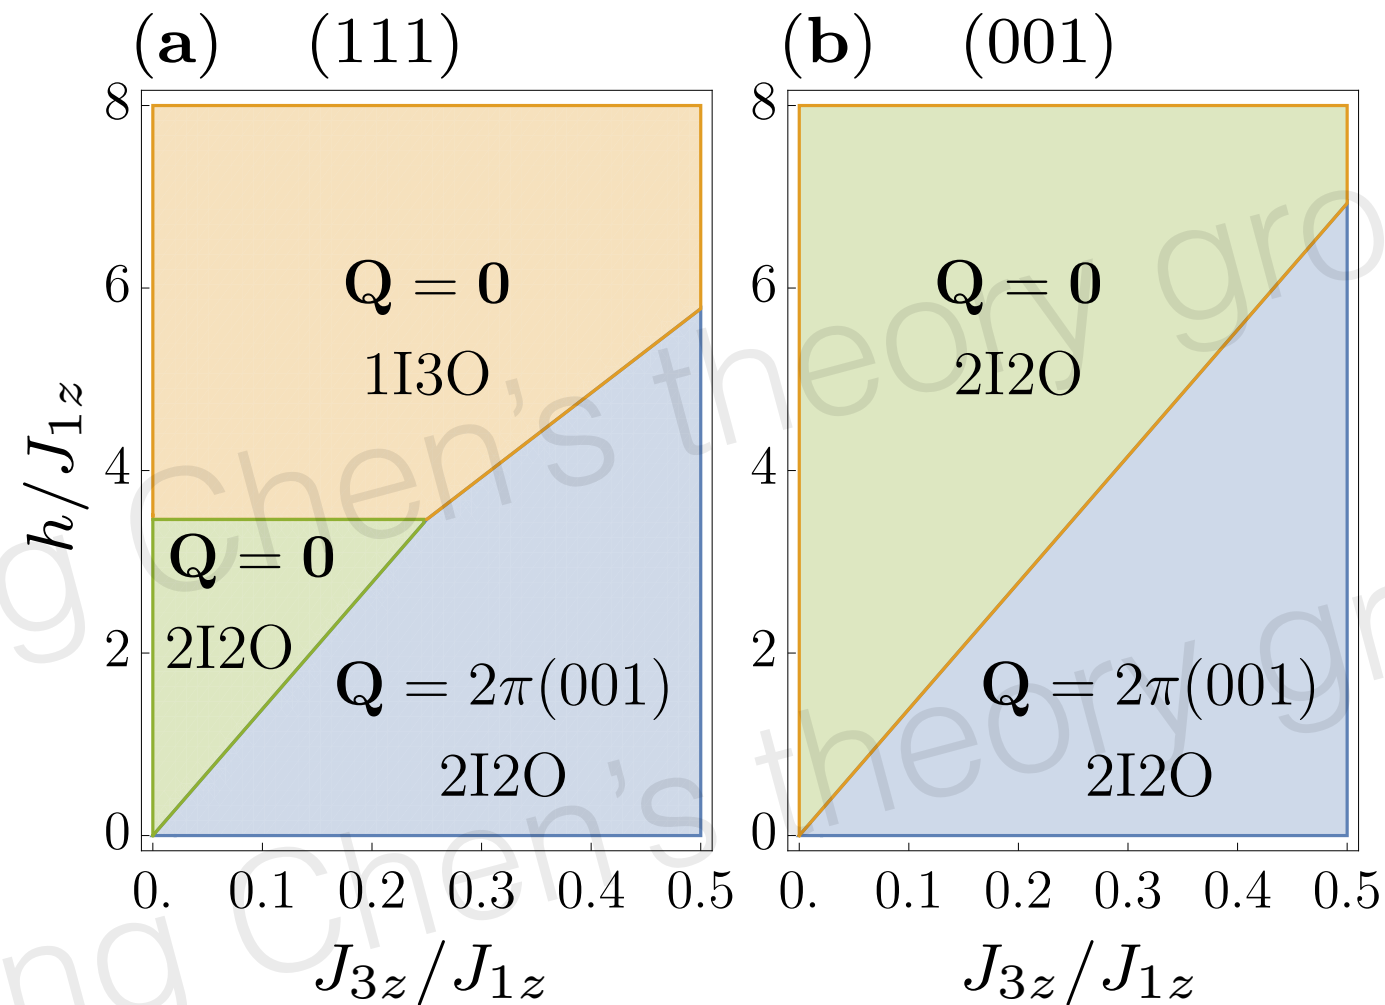 (a) (111)
(b) (001)
h/J1z
8
6
4
2
0
Q = 0
1I3O
Q = 0
2I2O
Q = 2π(001)
2I2O
0. 0.1 0.2 0.3 0.4 0.5
J3z/J1z
8
6
4
2
0
Q = 0
2I2O
Q = 2π(001)
2I2O
0. 0.1 0.2 0.3 0.4 0.5
J3z/J1z
g Chen's theory gro
ng Chen's theory gr